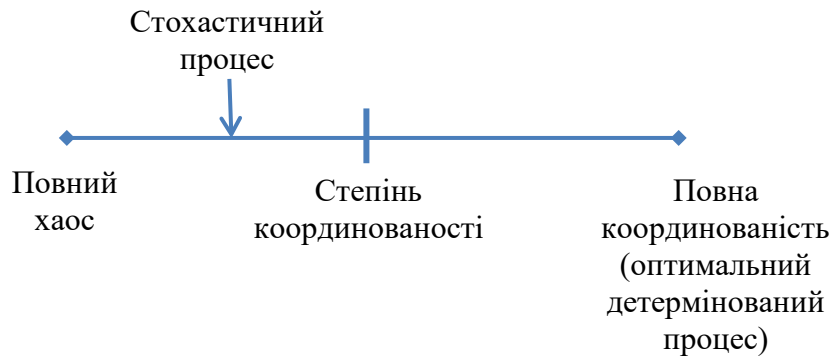 Стохастичний
процес
Повний
хаос
Степінь
координованості
Повна
координованість
(оптимальний
детермінований
процес)